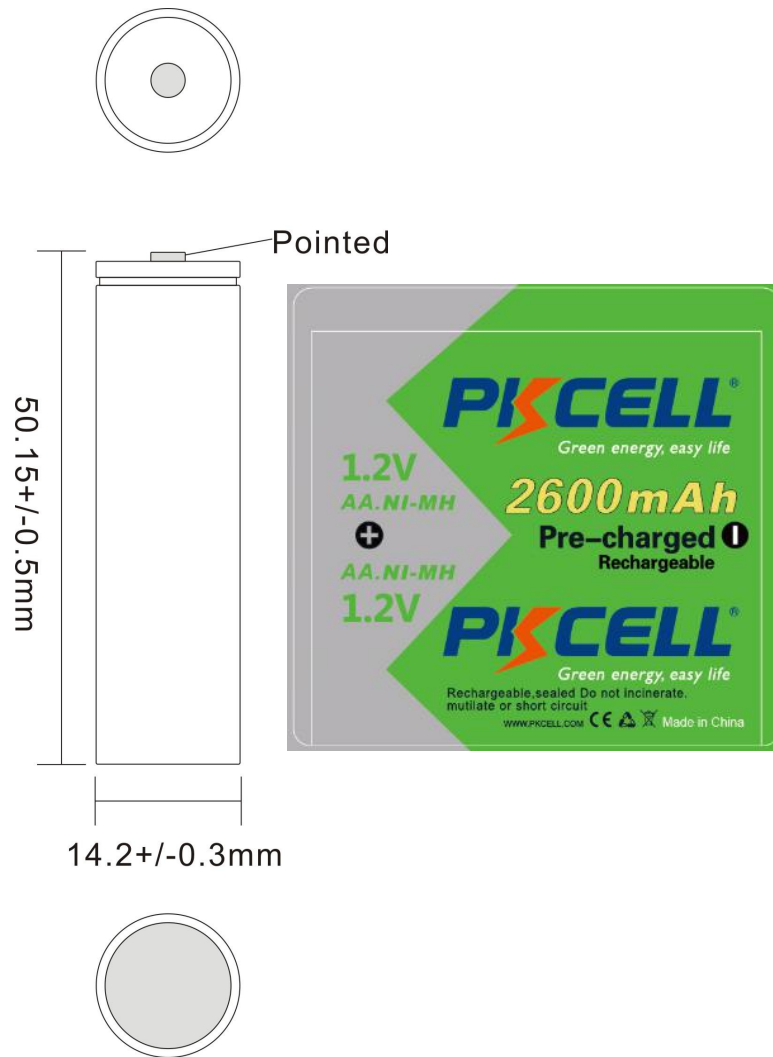 Pointed
50.15+/-0.5mm
14.2+/-0.3mm
PKCELL®
Green energy, easy life
1.2V
AA.NI-MH
2600mAh
+
Pre-charged
Rechargeable
AA.NI-MH
1.2V
PKCELL®
Green energy, easy life
Rechargeable,sealed Do not incinerate.
mutilate or short circuit
WWW.PKCELL.COM CE Made in China